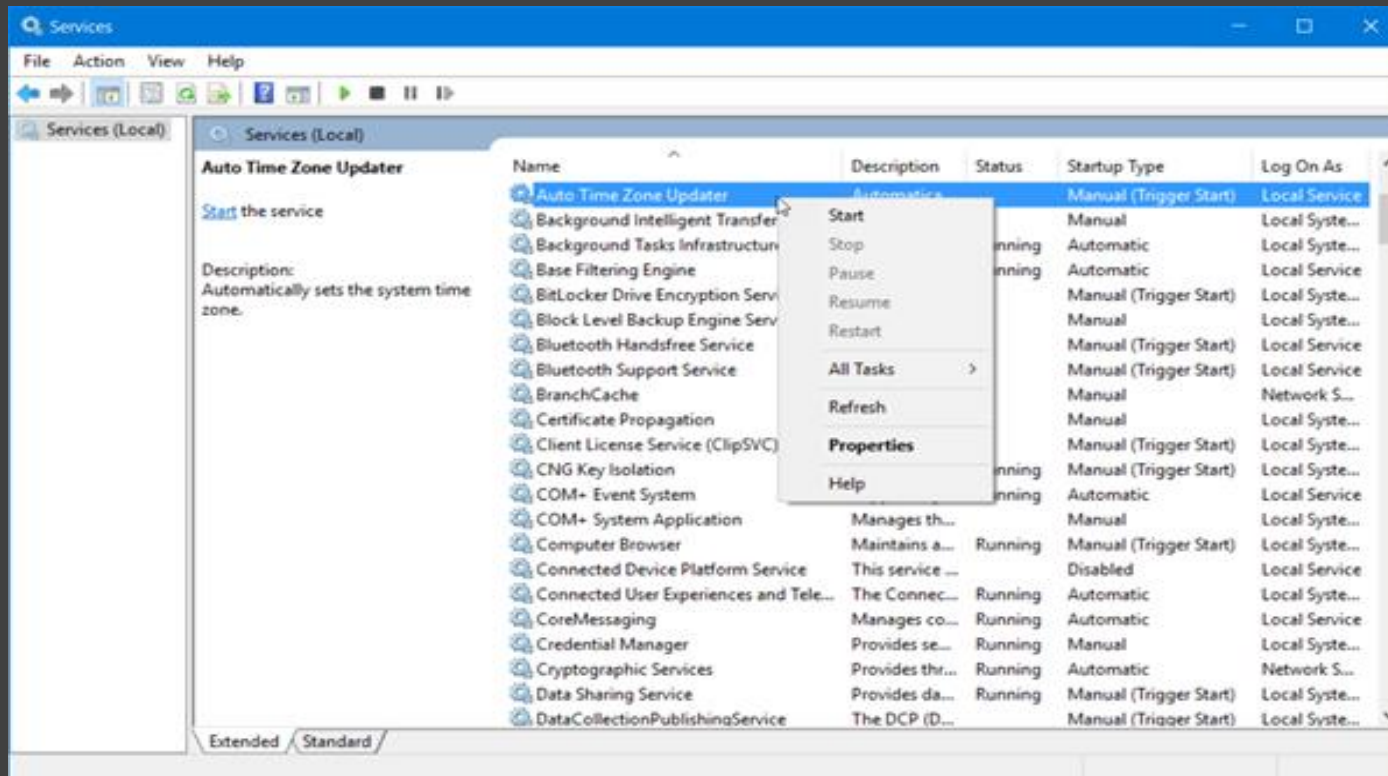 Services
File Action View Help
Services (Local)
Services (Local)
Auto Time Zone Updater
Start the service
Description:
Automatically sets the system time
zone.
Name Description Status Startup Type Log On As
Auto Time Zone Updater Automatica... Manual (Trigger Start) Local Service
Background Intelligent Transfer Manual Local Syste...
Background Tasks Infrastructure nning Automatic Local Syste...
Base Filtering Engine nning Automatic Local Service
BitLocker Drive Encryption Serv Manual (Trigger Start) Local Syste...
Block Level Backup Engine Serv Manual Local Syste...
Bluetooth Handsfree Service Manual (Trigger Start) Local Service
Bluetooth Support Service Manual (Trigger Start) Local Service
BranchCache Manual Network S...
Certificate Propagation Manual Local Syste...
Client License Service (ClipSVC) Manual (Trigger Start) Local Syste...
CNG Key Isolation nning Manual (Trigger Start) Local Syste...
COM+ Event System nning Automatic Local Service
COM+ System Application Manages th... Manual Local Syste...
Computer Browser Maintains a... Running Manual (Trigger Start) Local Syste...
Connected Device Platform Service This service ... Disabled Local Service
Connected User Experiences and Tele... The Connec... Running Automatic Local Syste...
CoreMessaging Manages co... Running Automatic Local Service
Credential Manager Provides se... Running Manual Local Syste...
Cryptographic Services Provides thr... Running Automatic Network S...
Data Sharing Service Provides da... Running Manual (Trigger Start) Local Syste...
DataCollectionPublishingService The DCP (D... Manual (Trigger Start) Local Syste...
Start
Stop
Pause
Resume
Restart
All Tasks
Refresh
Properties
Help
Extended Standard